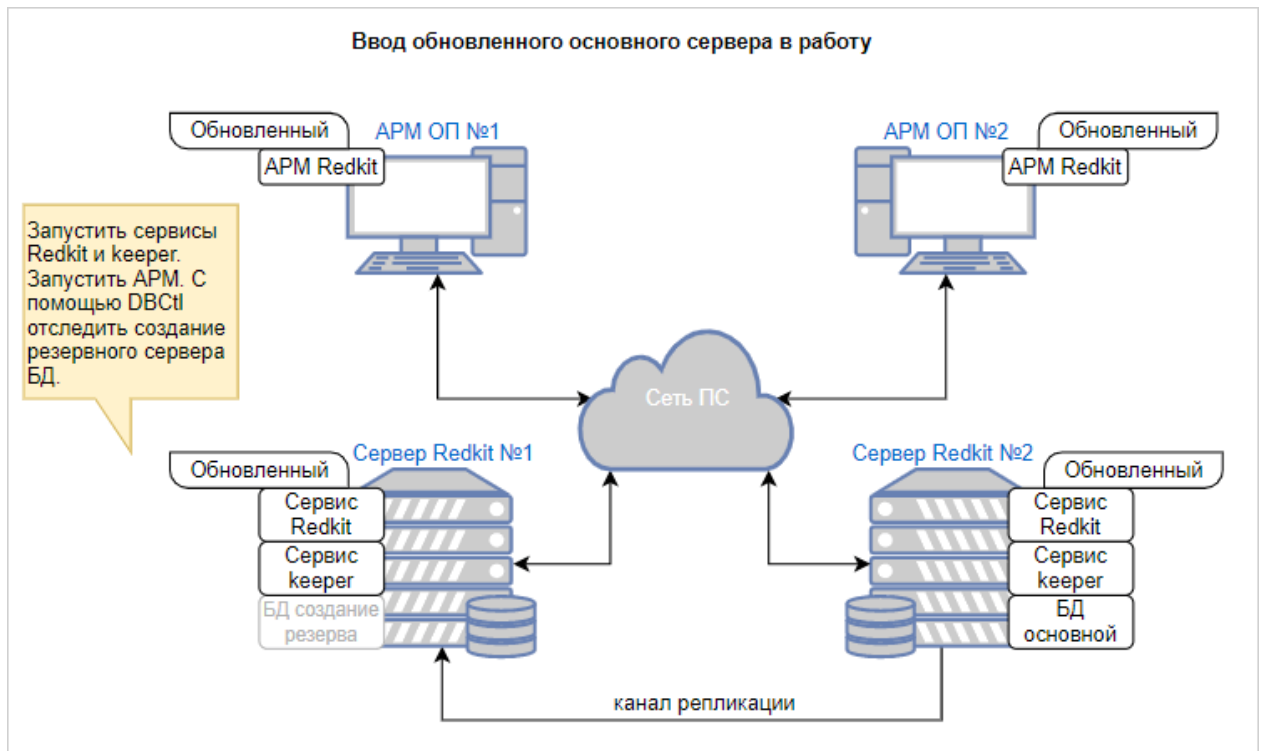 Ввод обновленного основного сервера в работу
Обновленный
АРМ ОП №1
АРМ Redkit
АРМ ОП №2
Обновленный
АРМ Redkit
Запустить сервисы
Redkit и keeper.
Запустить АРМ. С
помощью DBCtl
отследить создание
резервного сервера
БД.
Сеть ПС
Сервер Redkit №1
Обновленный
Сервис
Redkit
Сервис
keeper
БД создание
резерва
Сервер Redkit №2
Обновленный
Сервис
Redkit
Сервис
keeper
БД
основной
канал репликации